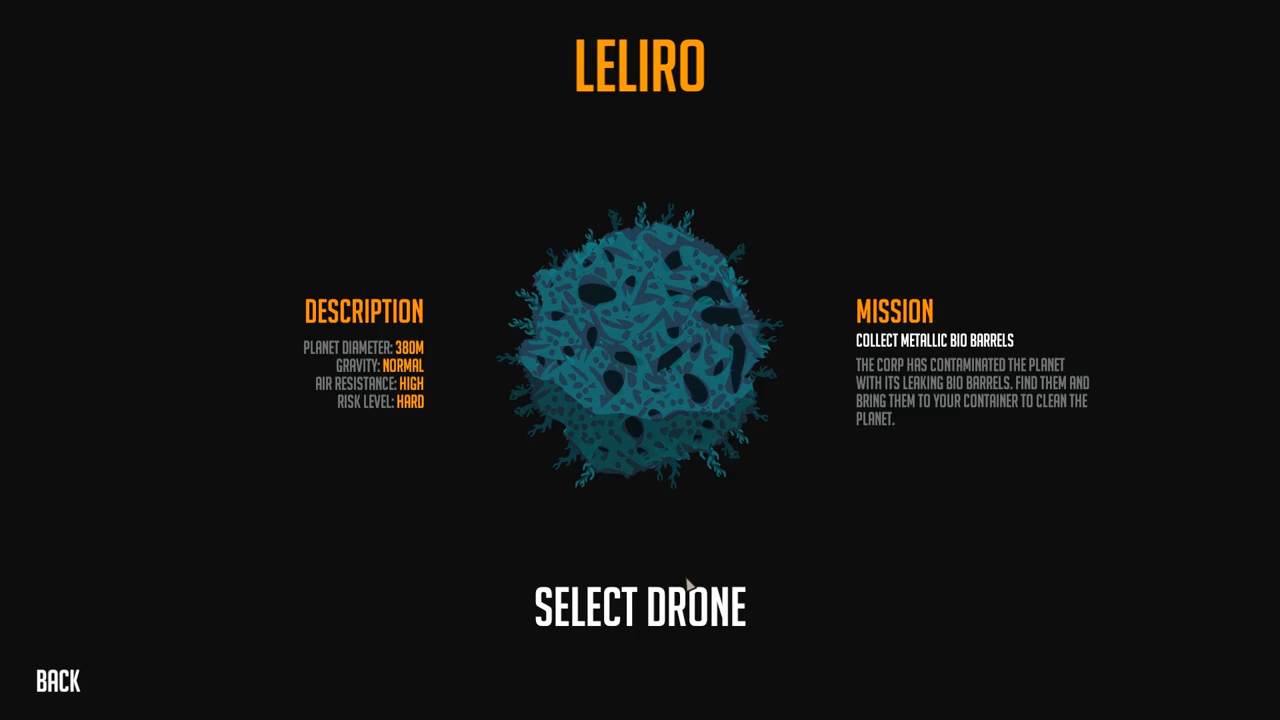 LELIRO
DESCRIPTION
PLANET DIAMETER: 380M
GRAVITY: NORMAL
AIR RESISTANCE: HIGH
RISK LEVEL: HARD
MISSION
COLLECT METALLIC BIO BARRELS
THE CORP HAS CONTAMINATED THE PLANET
WITH ITS LEAKING BIO BARRELS. FIND THEM AND
BRING THEM TO YOUR CONTAINER TO CLEAN THE
PLANET.
SELECT DRONE
BACK